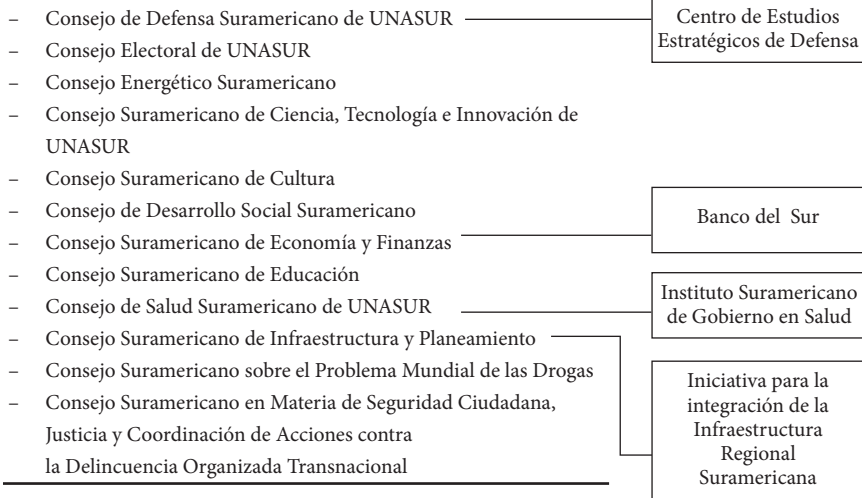 – Consejo de Defensa Suramericano de UNASUR
– Consejo Electoral de UNASUR
– Consejo Energético Suramericano
– Consejo Suramericano de Ciencia, Tecnología e Innovación de
UNASUR
– Consejo Suramericano de Cultura
– Consejo de Desarrollo Social Suramericano
– Consejo Suramericano de Economía y Finanzas
– Consejo Suramericano de Educación
– Consejo de Salud Suramericano de UNASUR
– Consejo Suramericano de Infraestructura y Planeamiento
– Consejo Suramericano sobre el Problema Mundial de las Drogas
– Consejo Suramericano en Materia de Seguridad Ciudadana,
Justicia y Coordinación de Acciones contra
la Delincuencia Organizada Transnacional
Centro de Estudios
Estratégicos de Defensa
Banco del Sur
Instituto Suramericano
de Gobierno en Salud
Iniciativa para la
integración de la
Infraestructura
Regional
Suramericana